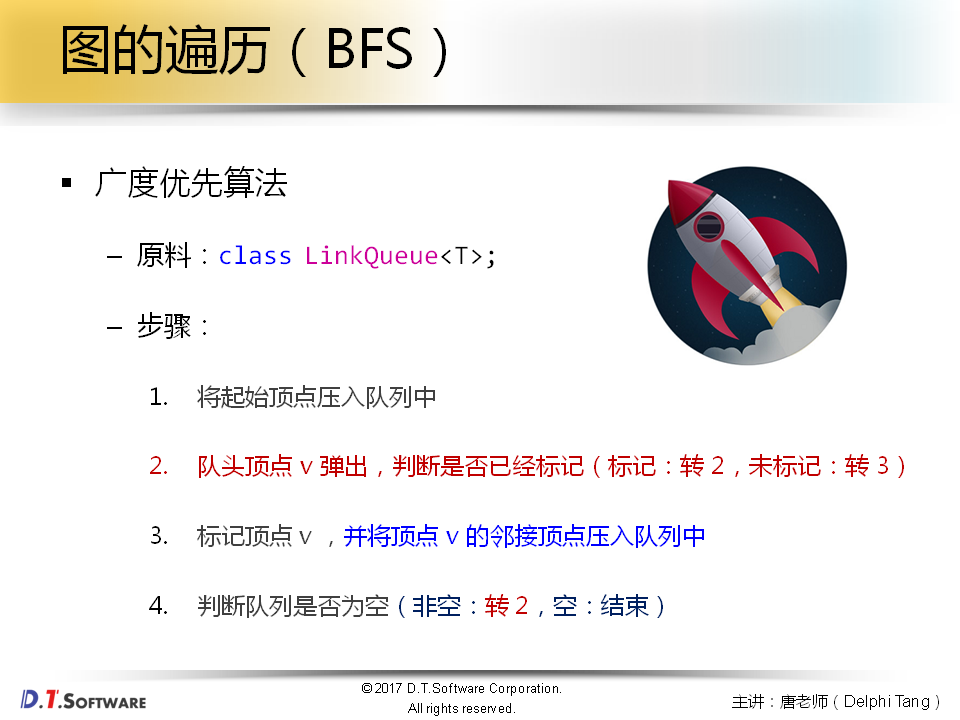 图的遍历（BFS）
▪ 广度优先算法
– 原料：class LinkQueue<T>;
– 步骤：
1. 将起始顶点压入队列中
2. 队头顶点 v 弹出，判断是否已经标记（标记：转 2，未标记：转 3）
3. 标记顶点 v ，并将顶点 v 的邻接顶点压入队列中
4. 判断队列是否为空（非空：转 2，空：结束）
D.T.SOFTWARE
©2017 D.T.Software Corporation.
All rights reserved.
主讲：唐老师（Delphi Tang）